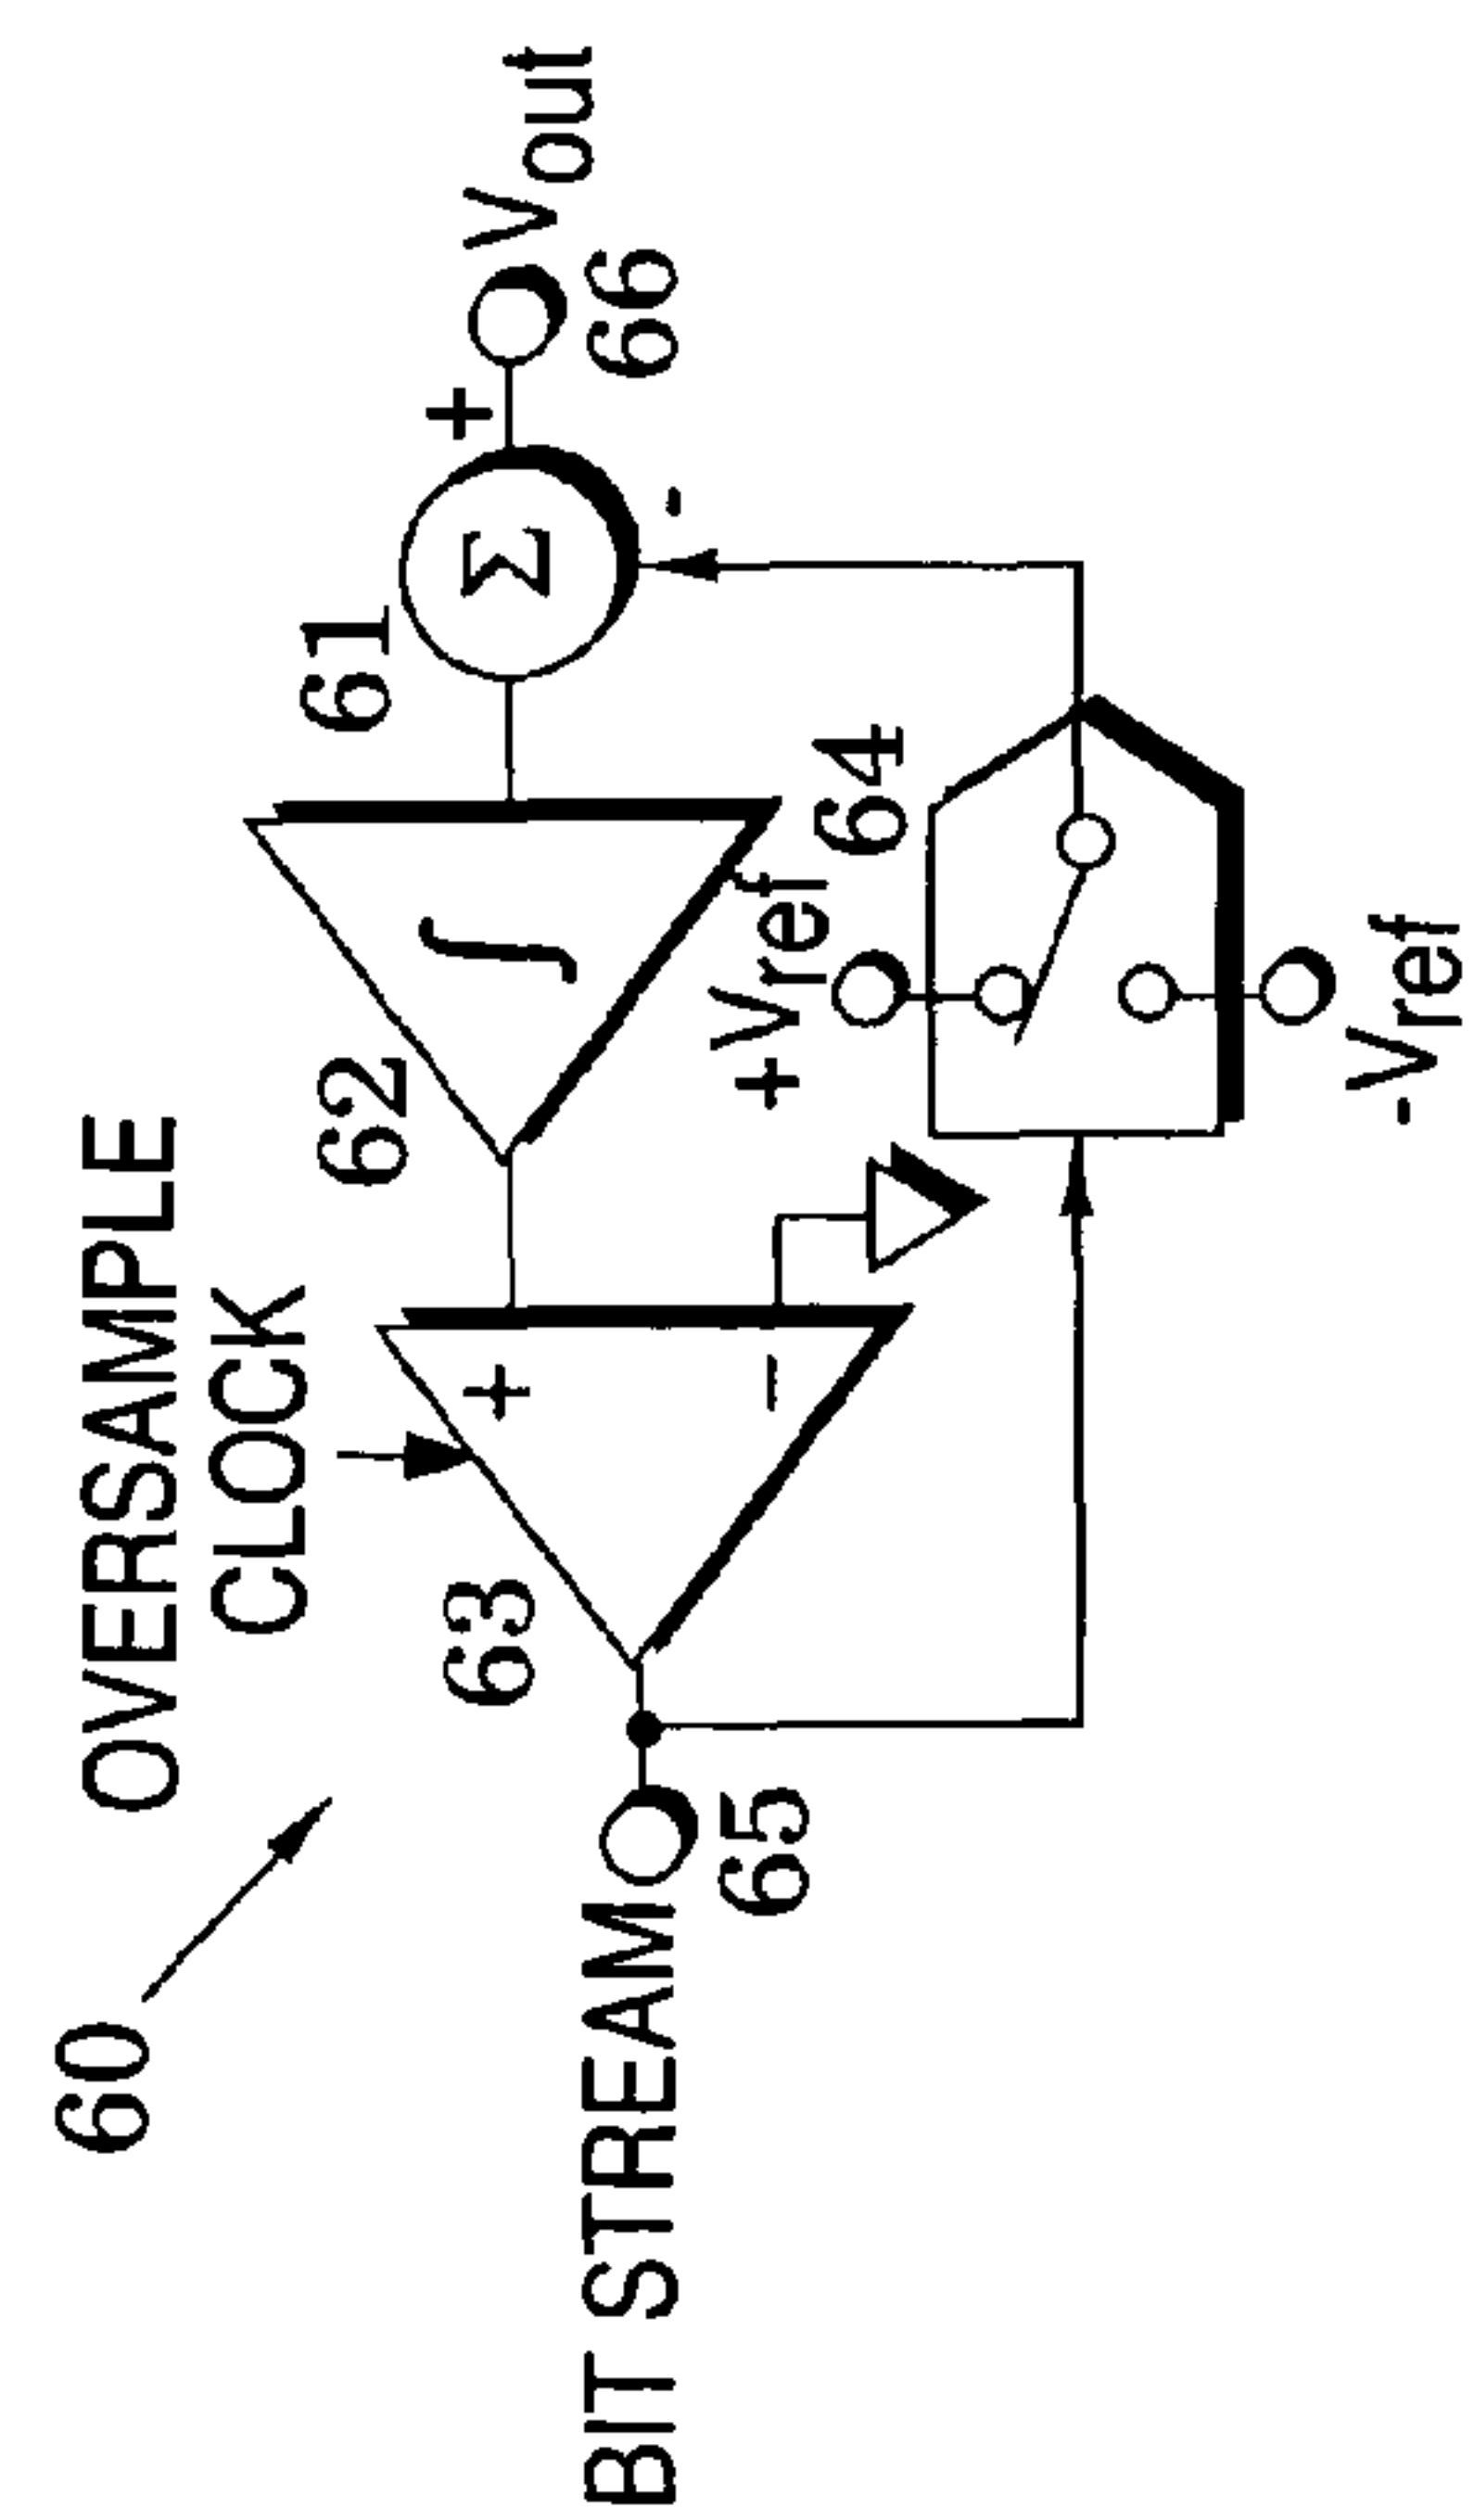 60
OVERSAMPLE
CLOCK
BIT STREAM
65
63
+
−
62
∫
61
Σ
+
-
Vout
66
+Vref
64
-Vref